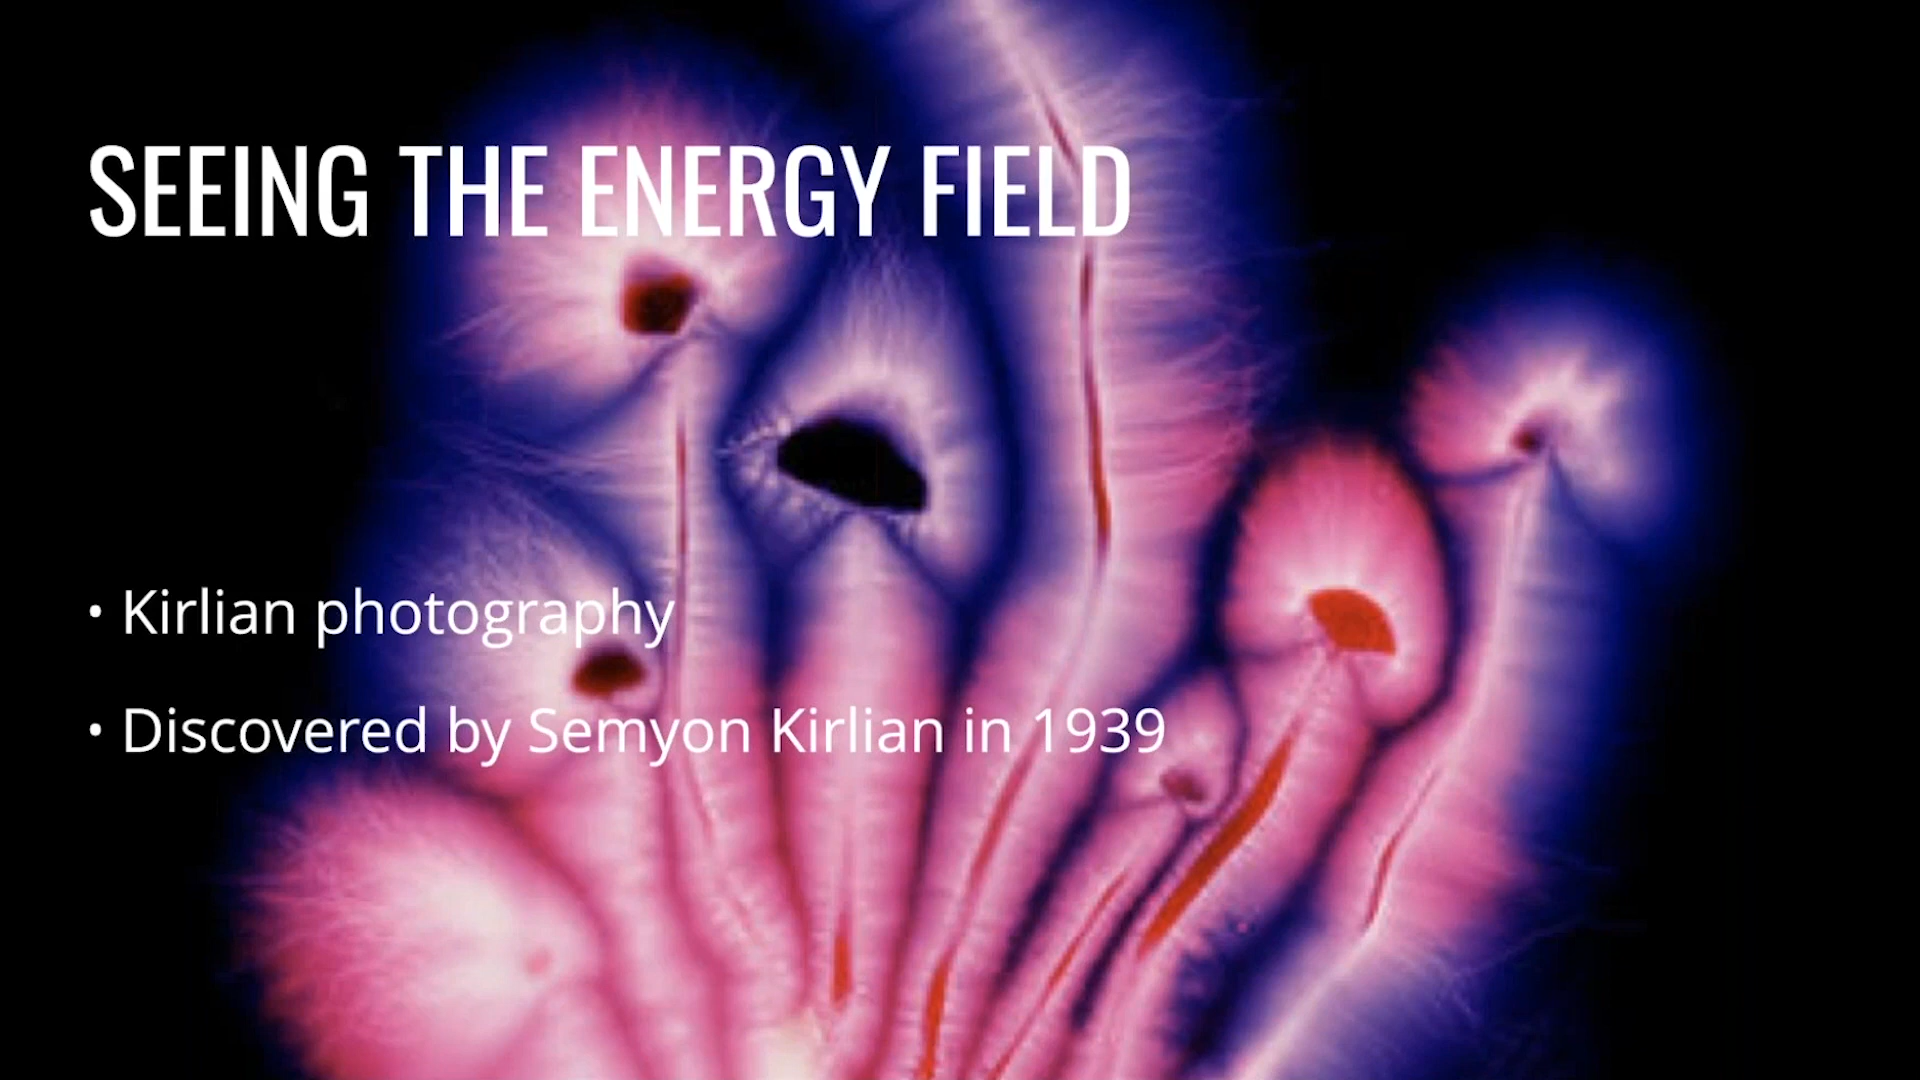 SEEING THE ENERGY FIELD
• Kirlian photography
• Discovered by Semyon Kirlian in 1939